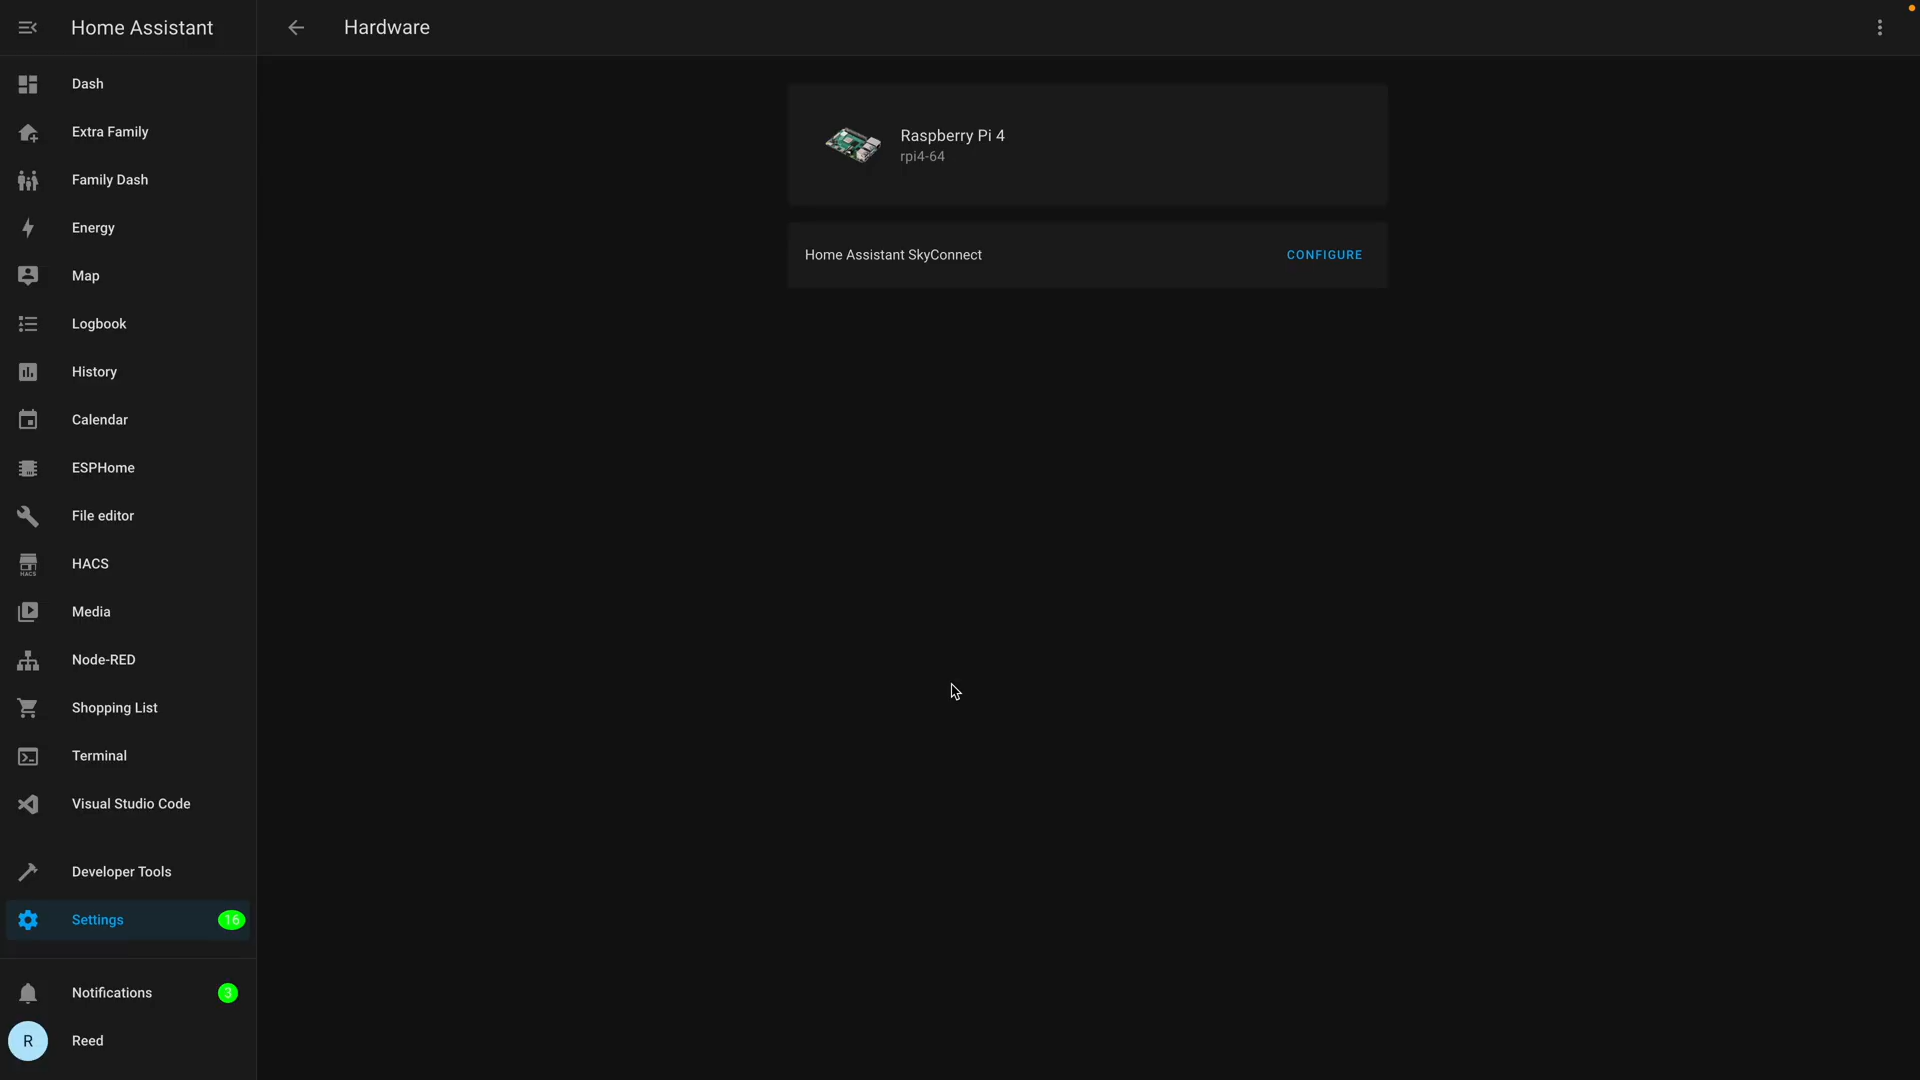 Home Assistant
Hardware
Dash
Extra Family
Family Dash
Energy
Map
Logbook
History
Calendar
ESPHome
File editor
HACS
HACS
Media
Node-RED
Shopping List
Terminal
Visual Studio Code
Developer Tools
Settings 16
Notifications 3
R Reed
Raspberry Pi 4
rpi4-64
Home Assistant SkyConnect CONFIGURE